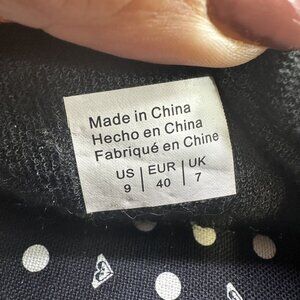 Made in China
Hecho en China
Fabriqué en Chine
US | EUR | UK
9 | 40 | 7